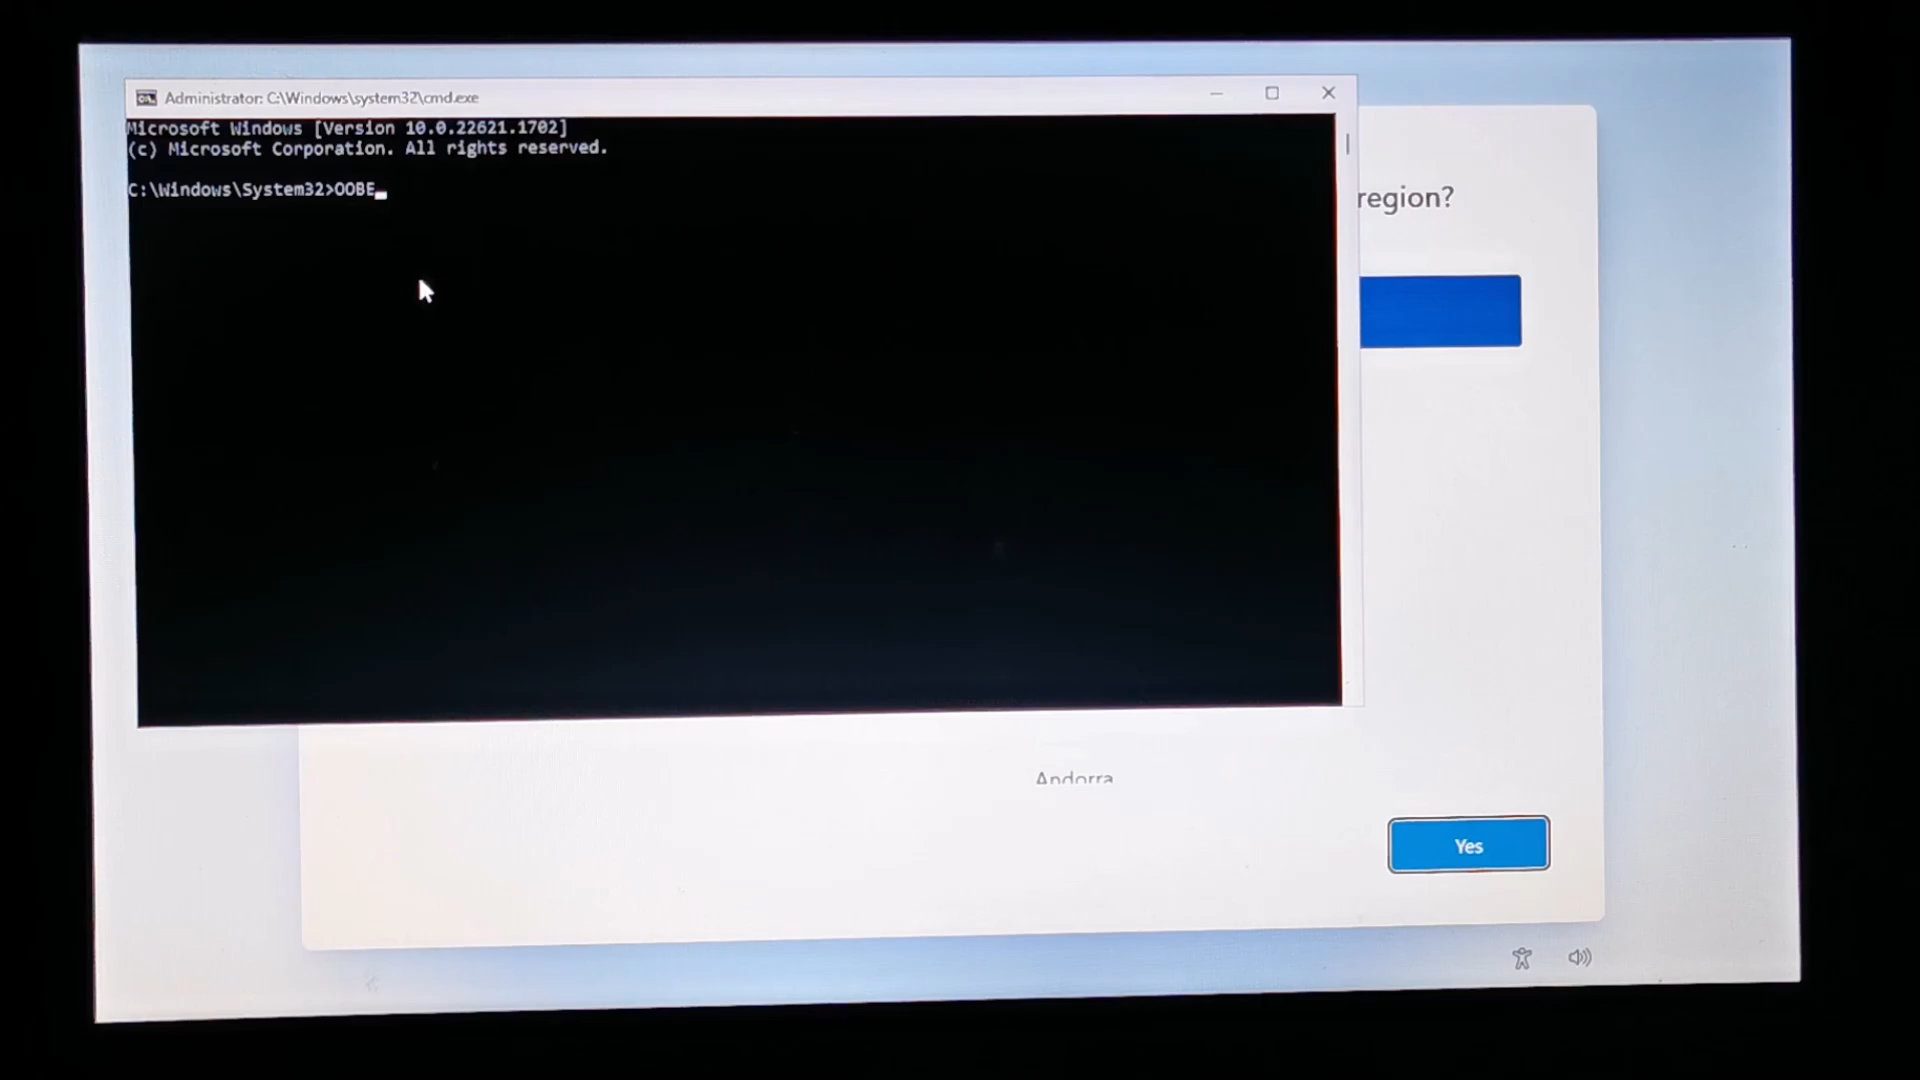 Administrator: C:\Windows\system32\cmd.exe
Microsoft Windows [Version 10.0.22621.1702]
(c) Microsoft Corporation. All rights reserved.
C:\Windows\System32>OOBE
region?
Andorra
Yes